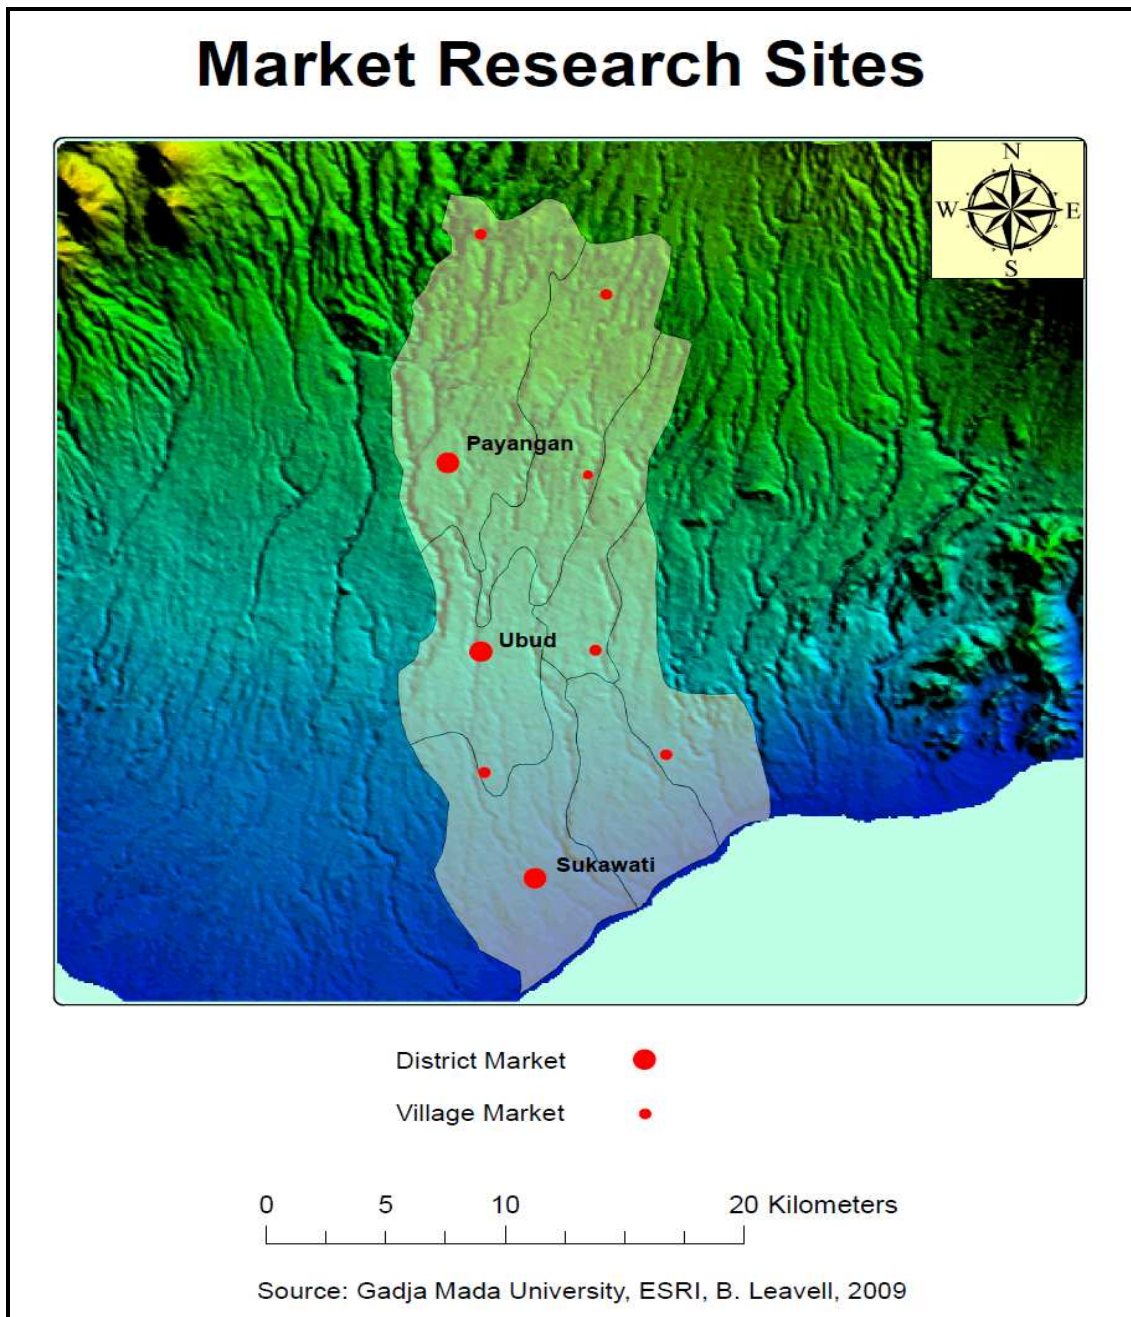 Market Research Sites
N
W E
S
Payangan
Ubud
Sukawati
District Market
Village Market
0 5 10 20 Kilometers
Source: Gadja Mada University, ESRI, B. Leavell, 2009